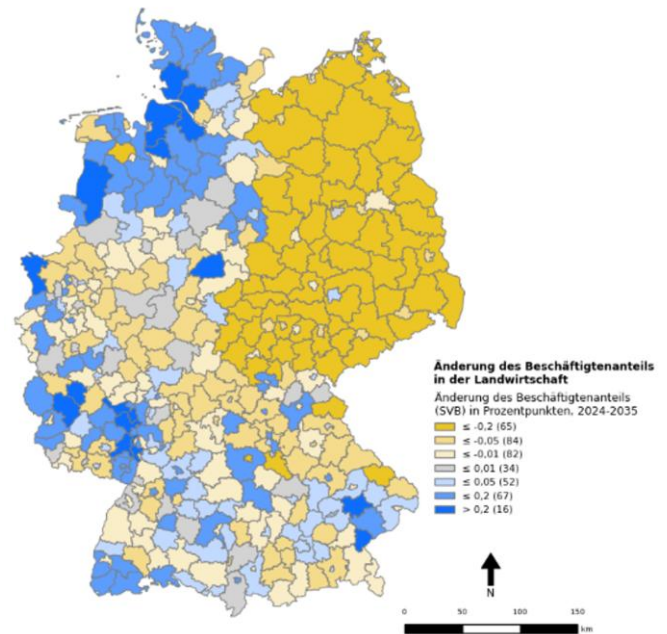 Änderung des Beschäftigtenanteils
in der Landwirtschaft
Änderung des Beschäftigtenanteils
(SVB) in Prozentpunkten, 2024-2035
≤ -0,2 (65)
≤ -0,05 (84)
≤ -0,01 (82)
≤ 0,01 (34)
≤ 0,05 (52)
≤ 0,2 (67)
> 0,2 (16)
N
0 50 100 150
km